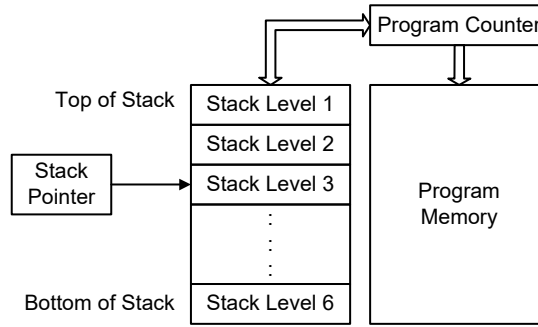 Program Counter
Top of Stack
Stack Level 1
Stack Level 2
Stack
Pointer
Stack Level 3
:
:
:
Program
Memory
Bottom of Stack
Stack Level 6